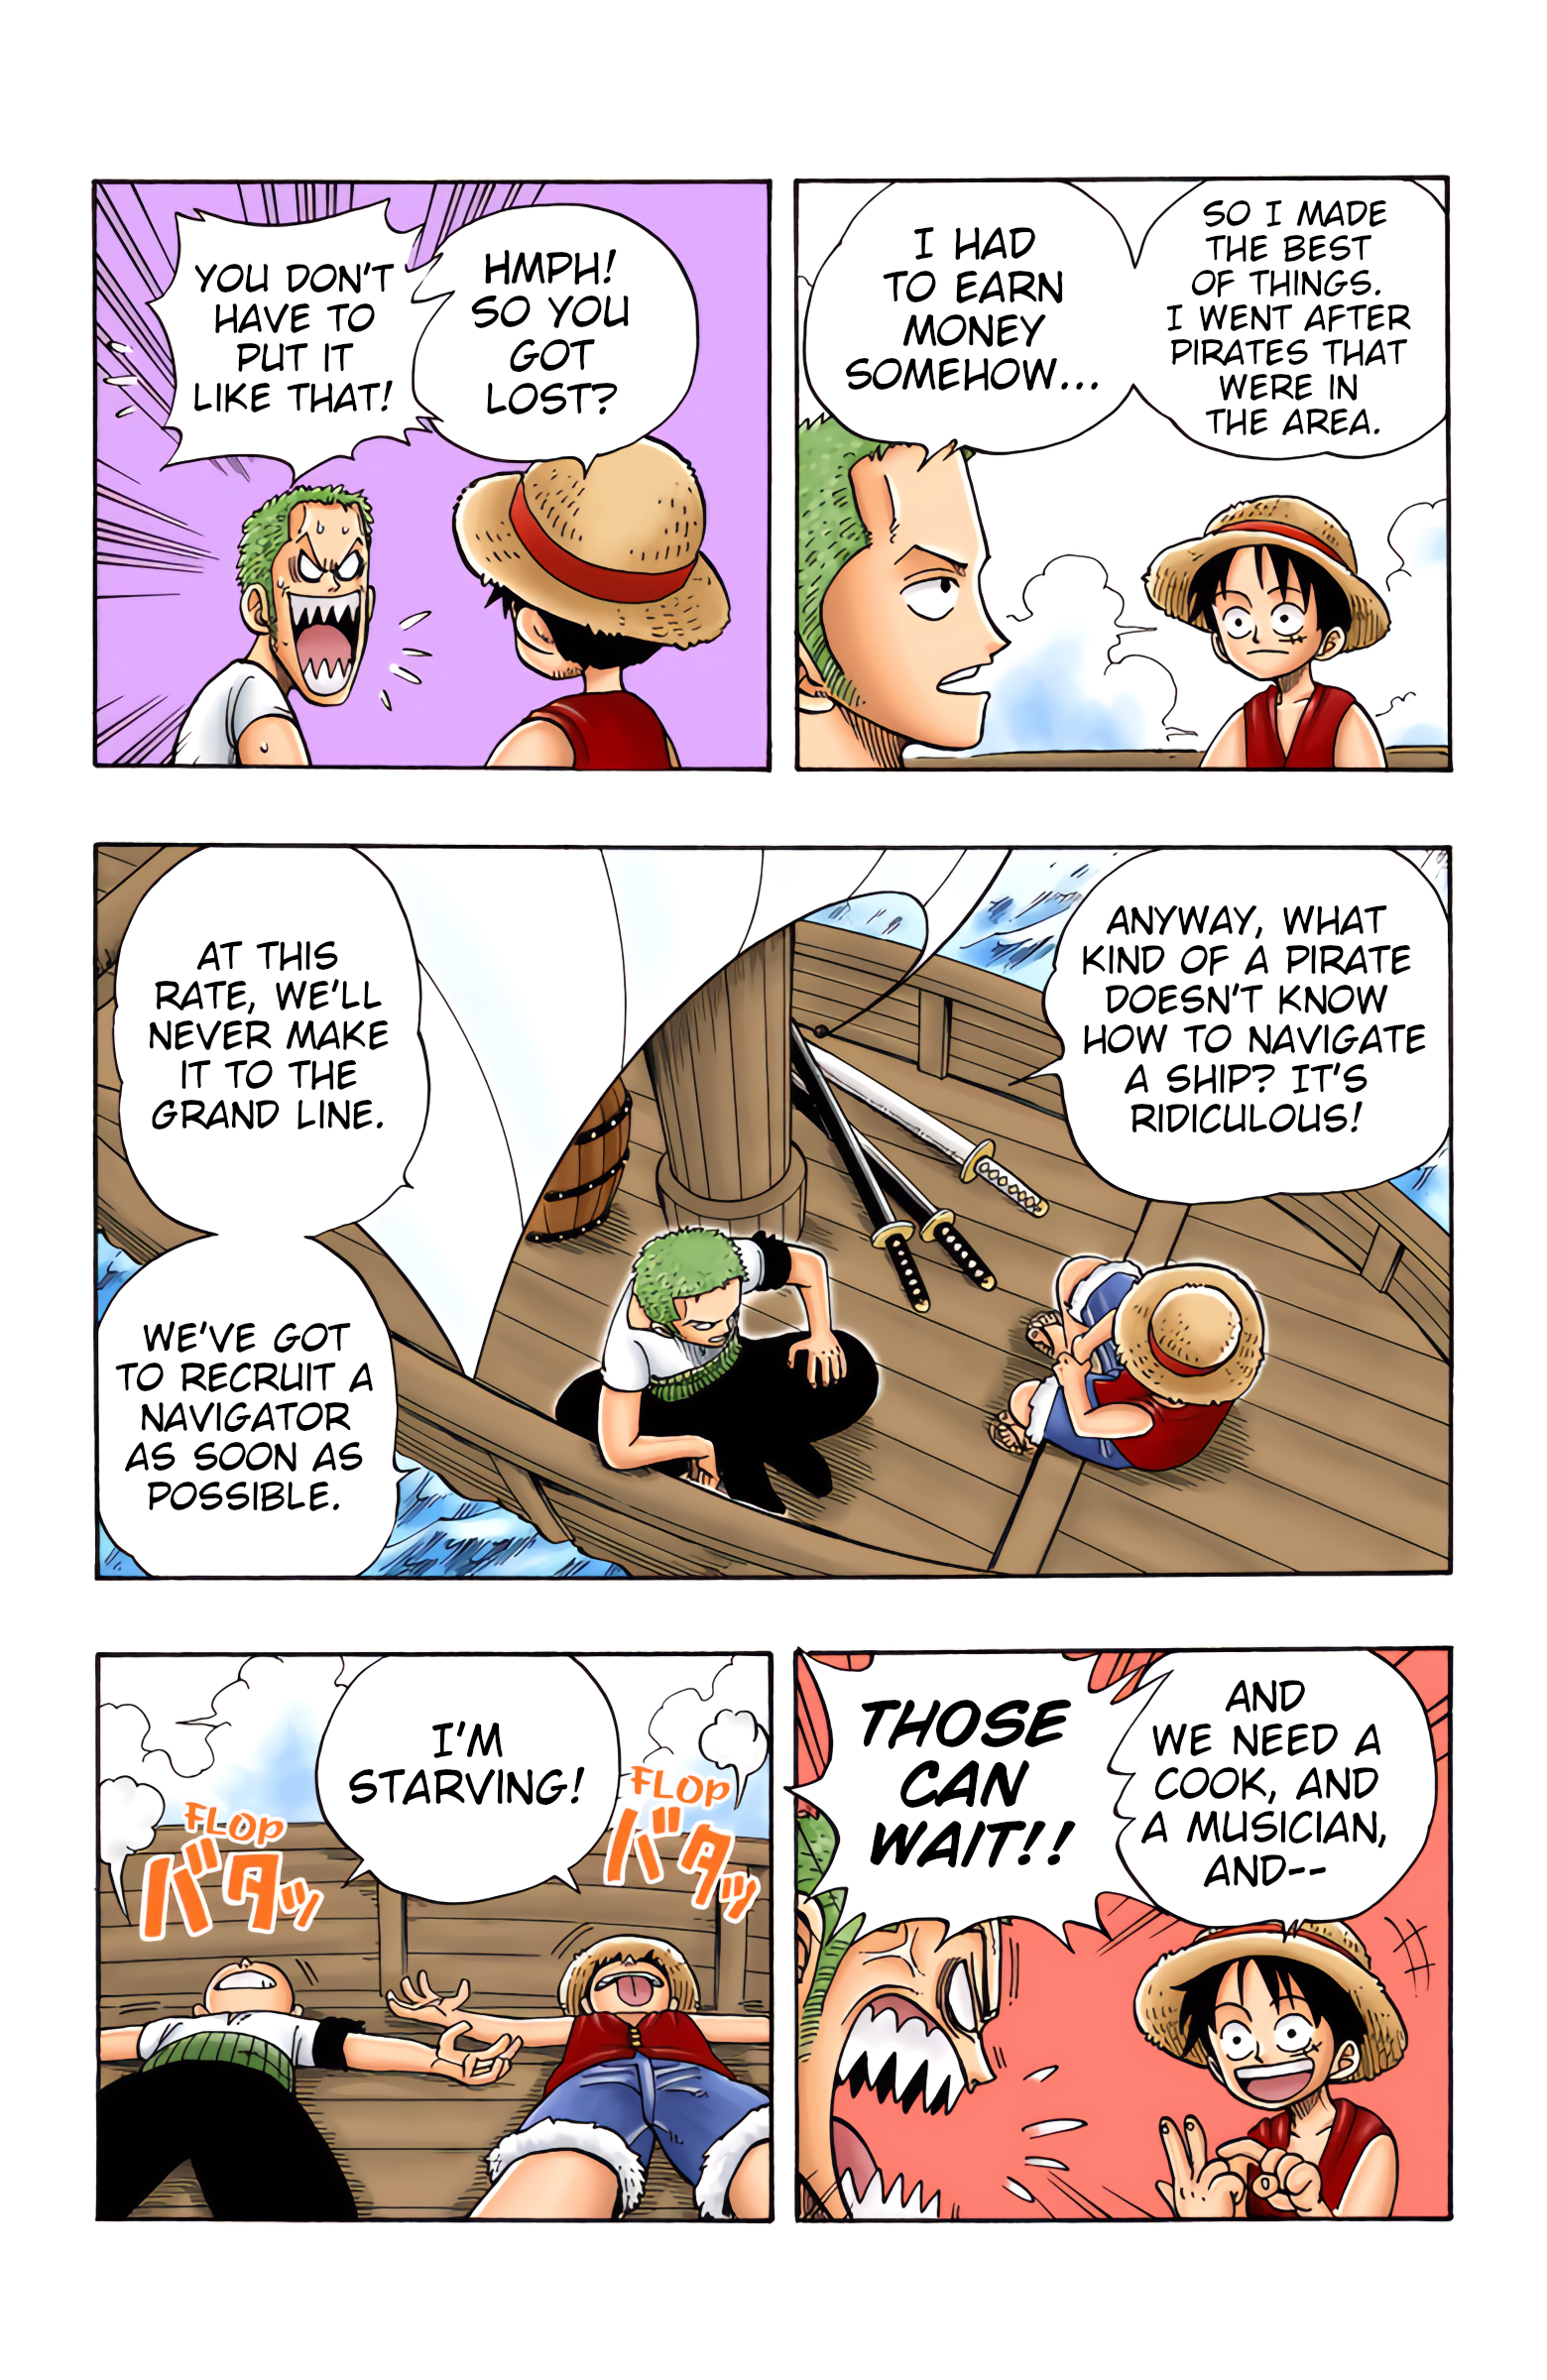 SO I MADE
THE BEST
OF THINGS.
I WENT AFTER
PIRATES THAT
WERE IN
THE AREA.
I HAD
TO EARN
MONEY
SOMEHOW...
HMPH!
SO YOU
GOT
LOST?
YOU DON'T
HAVE TO
PUT IT
LIKE THAT!
ANYWAY, WHAT
KIND OF A PIRATE
DOESN'T KNOW
HOW TO NAVIGATE
A SHIP? IT'S
RIDICULOUS!
AT THIS
RATE, WE'LL
NEVER MAKE
IT TO THE
GRAND LINE.
WE'VE GOT
TO RECRUIT A
NAVIGATOR
AS SOON AS
POSSIBLE.
AND
WE NEED A
COOK, AND
A MUSICIAN,
AND--
THOSE
CAN
WAIT!!
FLOP
バタッ
I'M
STARVING!
FLOP
バタッ